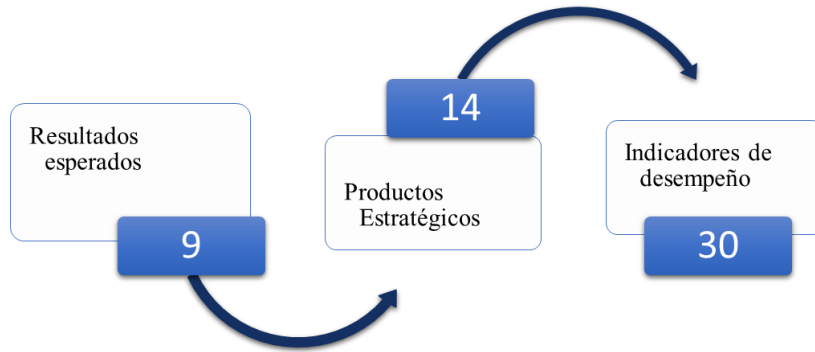 Resultados
esperados
9
14
Productos
Estratégicos
Indicadores de
desempeño
30